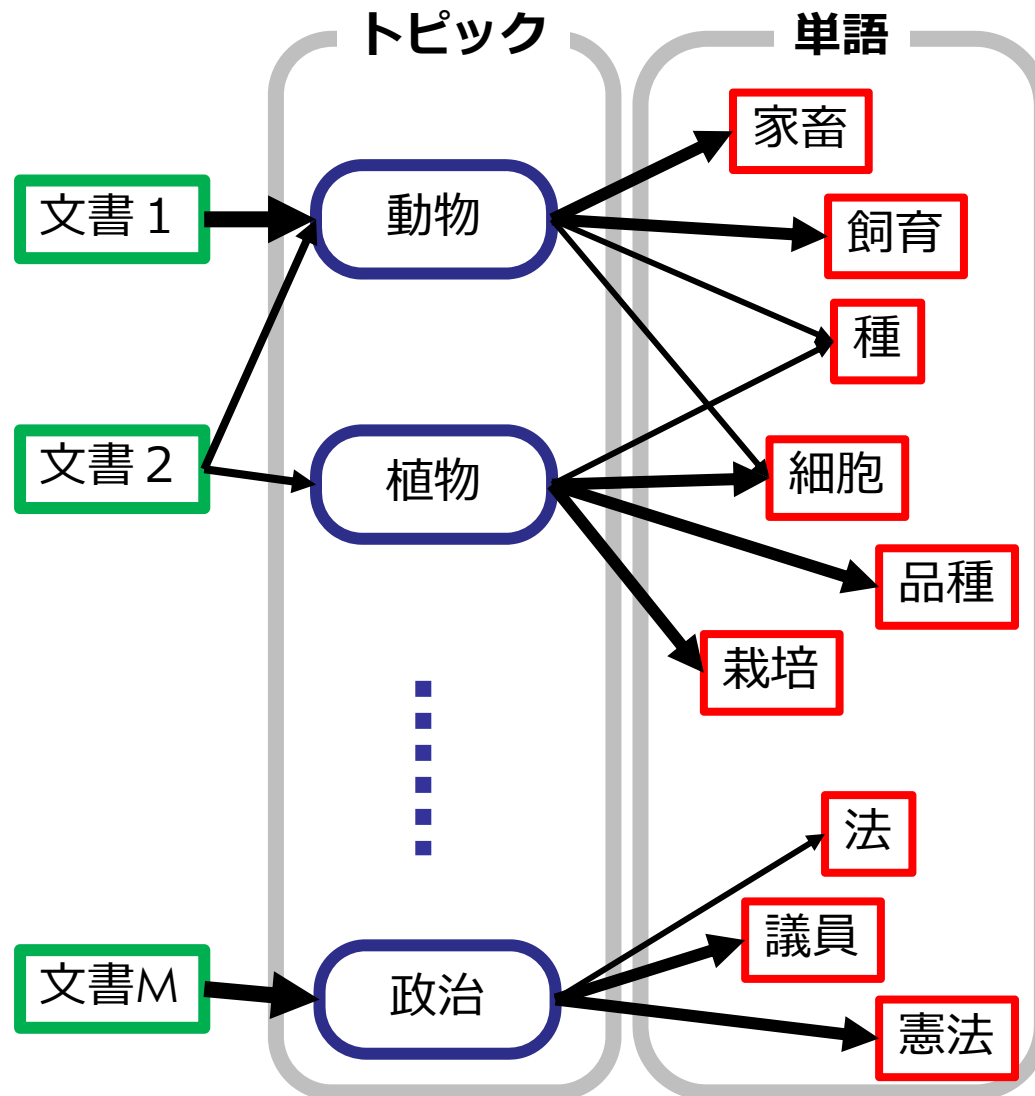 トピック
単語
文書１
文書２
文書M
動物
植物
政治
家畜
飼育
種
細胞
品種
栽培
法
議員
憲法